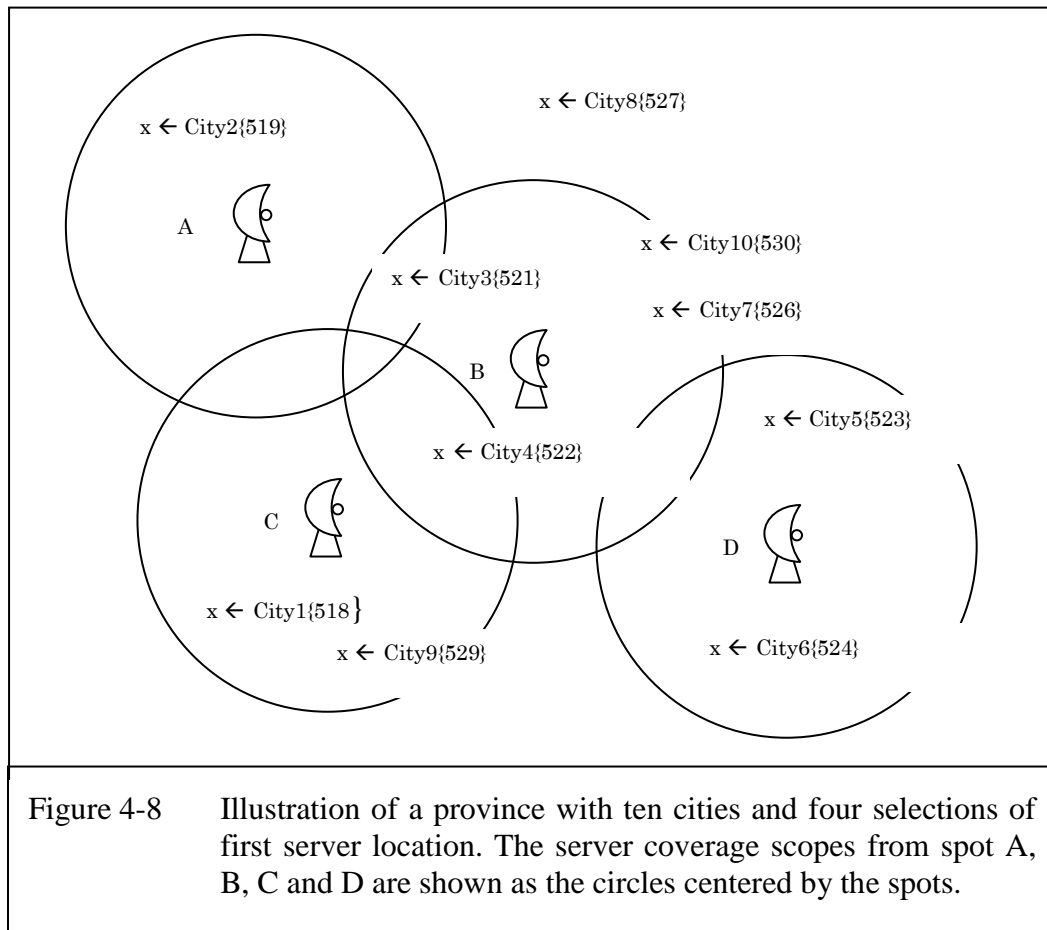 x ← City8{527}
x ← City2{519}
A
x ← City10{530}
x ← City3{521}
x ← City7{526}
B
x ← City5{523}
x ← City4{522}
C
D
x ← City1{518}
x ← City9{529}
x ← City6{524}
Figure 4-8 Illustration of a province with ten cities and four selections of
first server location. The server coverage scopes from spot A,
B, C and D are shown as the circles centered by the spots.